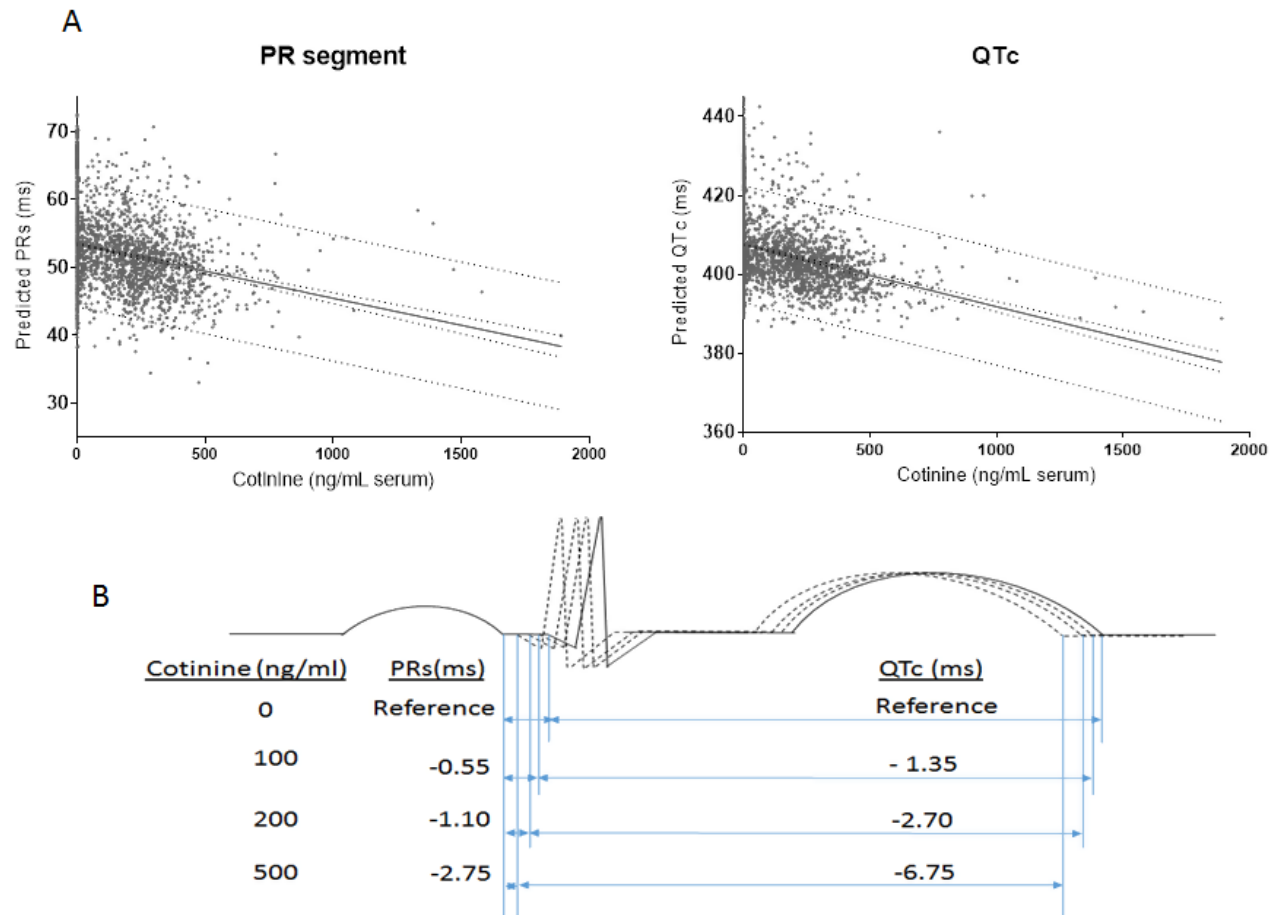 A
PR segment
QTc
Predicted PRs (ms)
70
60
50
40
30
0
500
1000
1500
2000
Cotinine (ng/mL serum)
Predicted QTc (ms)
440
420
400
380
360
0
500
1000
1500
2000
Cotinine (ng/mL serum)
B
Cotinine (ng/ml) PRs(ms) QTc (ms)
0 Reference Reference
100 -0.55 - 1.35
200 -1.10 -2.70
500 -2.75 -6.75